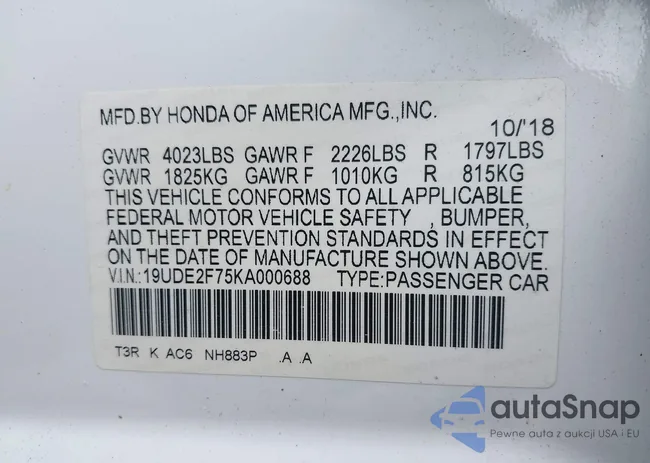 MFD.BY HONDA OF AMERICA MFG.,INC.
10/'18
GVWR 4023LBS GAWR F 2226LBS R 1797LBS
GVWR 1825KG GAWR F 1010KG R 815KG
THIS VEHICLE CONFORMS TO ALL APPLICABLE
FEDERAL MOTOR VEHICLE SAFETY , BUMPER,
AND THEFT PREVENTION STANDARDS IN EFFECT
ON THE DATE OF MANUFACTURE SHOWN ABOVE.
V.I.N.:19UDE2F75KA000688 TYPE:PASSENGER CAR
T3R K AC6 NH883P .A .A
autaSnap
Pewne auta z aukcji USA i EU